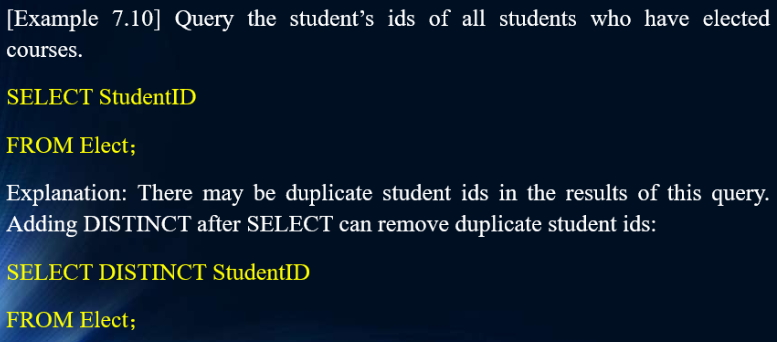 [Example 7.10] Query the student’s ids of all students who have elected
courses.
SELECT StudentID
FROM Elect；
Explanation: There may be duplicate student ids in the results of this query.
Adding DISTINCT after SELECT can remove duplicate student ids:
SELECT DISTINCT StudentID
FROM Elect；